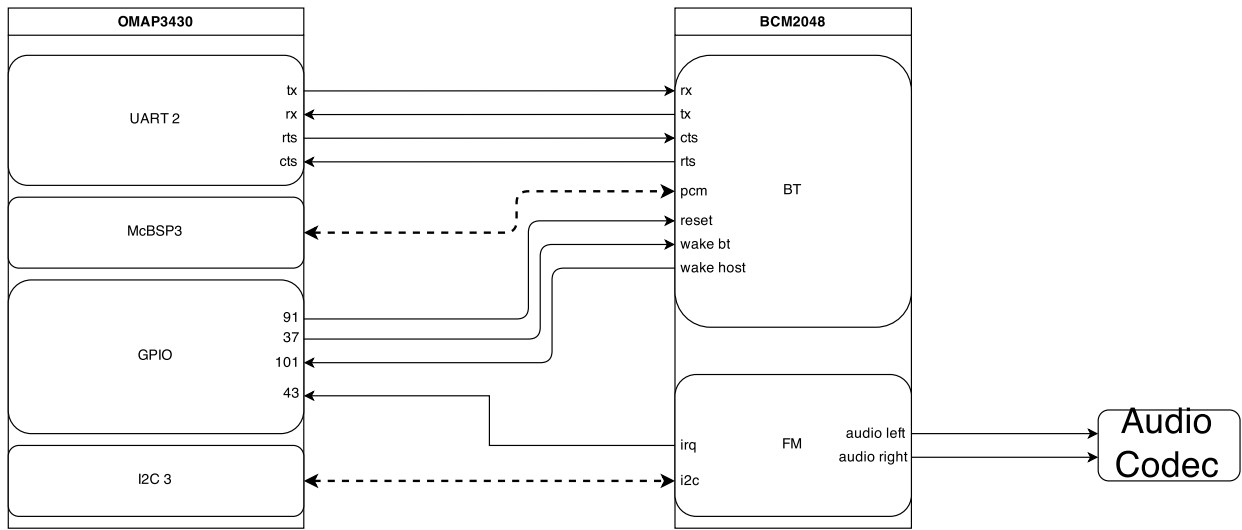 OMAP3430
UART 2
tx
rx
rts
cts
McBSP3
GPIO
91
37
101
43
I2C 3
BCM2048
BT
rx
tx
cts
rts
pcm
reset
wake bt
wake host
FM
irq
i2c
audio left
audio right
Audio
Codec